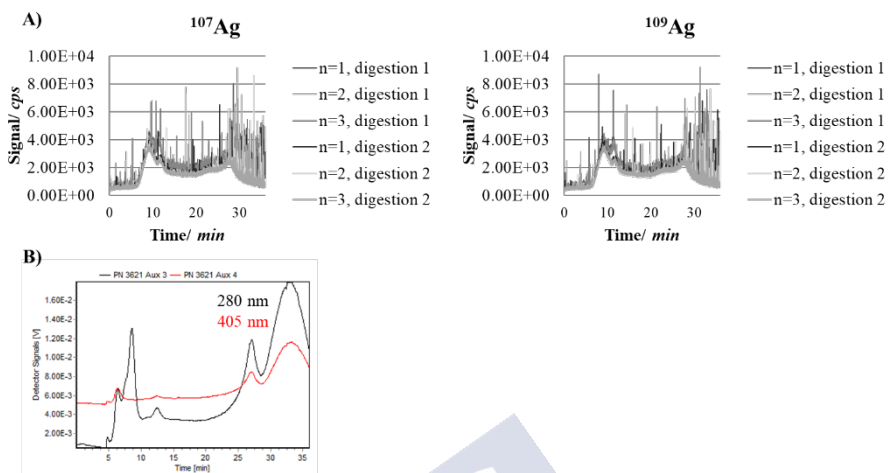 A)
107Ag
1.00E+04
8.00E+03
6.00E+03
4.00E+03
2.00E+03
0.00E+00
Signal/ cps
0 10 20 30
Time/ min
n=1, digestion 1
n=2, digestion 1
n=3, digestion 1
n=1, digestion 2
n=2, digestion 2
n=3, digestion 2
109Ag
1.00E+04
8.00E+03
6.00E+03
4.00E+03
2.00E+03
0.00E+00
Signal/ cps
0 10 20 30
Time/ min
n=1, digestion 1
n=2, digestion 1
n=3, digestion 1
n=1, digestion 2
n=2, digestion 2
n=3, digestion 2
B)
PN 3621 Aux 3 PN 3621 Aux 4
280 nm
405 nm
1.60E-2
1.40E-2
1.20E-2
1.00E-2
8.00E-3
6.00E-3
4.00E-3
2.00E-3
Detector Signals [V]
5 10 15 20 25 30 35
Time [min]